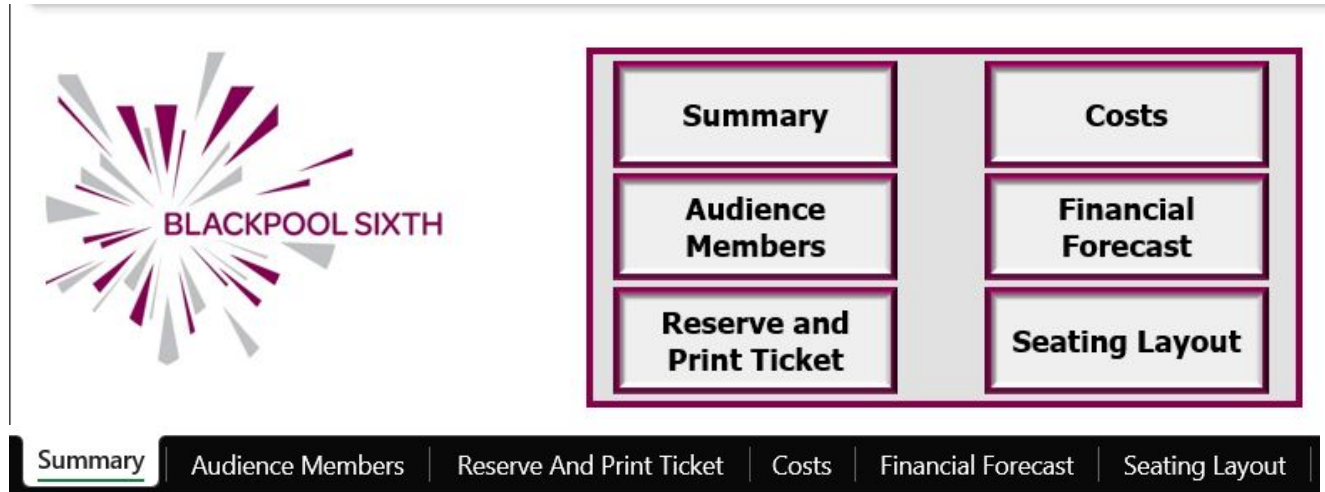 BLACKPOOL SIXTH
Summary
Costs
Audience
Members
Financial
Forecast
Reserve and
Print Ticket
Seating Layout
Summary
Audience Members
Reserve And Print Ticket
Costs
Financial Forecast
Seating Layout